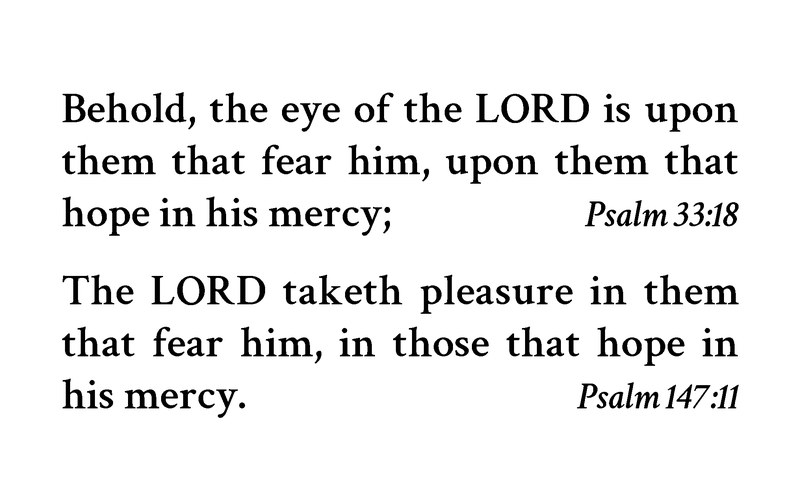 Behold, the eye of the LORD is upon
them that fear him, upon them that
hope in his mercy; Psalm 33:18
The LORD taketh pleasure in them
that fear him, in those that hope in
his mercy. Psalm 147:11